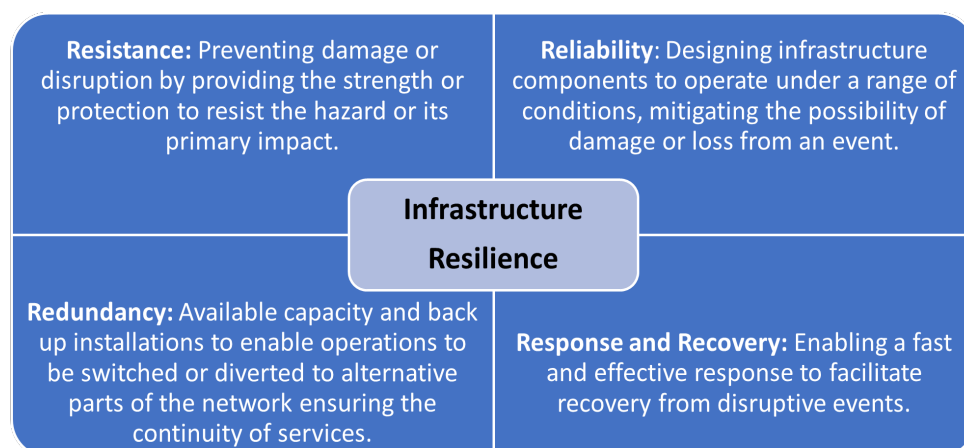 Resistance: Preventing damage or
disruption by providing the strength or
protection to resist the hazard or its
primary impact.
Reliability: Designing infrastructure
components to operate under a range of
conditions, mitigating the possibility of
damage or loss from an event.
Infrastructure
Resilience
Redundancy: Available capacity and back
up installations to enable operations to
be switched or diverted to alternative
parts of the network ensuring the
continuity of services.
Response and Recovery: Enabling a fast
and effective response to facilitate
recovery from disruptive events.